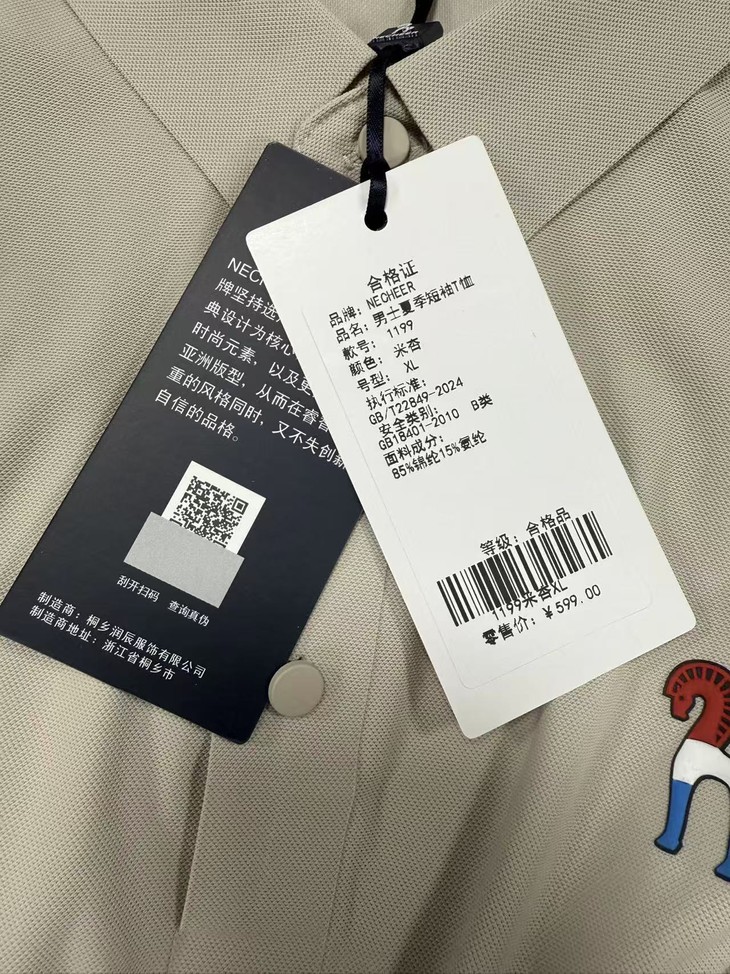 合格证
品牌: NECHEER
品名: 男士夏季短袖T恤
款号: 1199
颜色: 米杏
号型: XL
执行标准:
GB/T22849-2024
安全类别:
GB18401-2010 B类
面料成分:
85%锦纶15%氨纶
等级: 合格品
1199米杏XL
零售价: ¥599.00
牌坚持选
典设计为核心
时尚元素，以及更
亚洲版型，从而在睿智
重的风格同时，又不失创新
自信的品格。
刮开扫码 查询真伪
制造商: 桐乡润辰服饰有限公司
制造商地址: 浙江省桐乡市